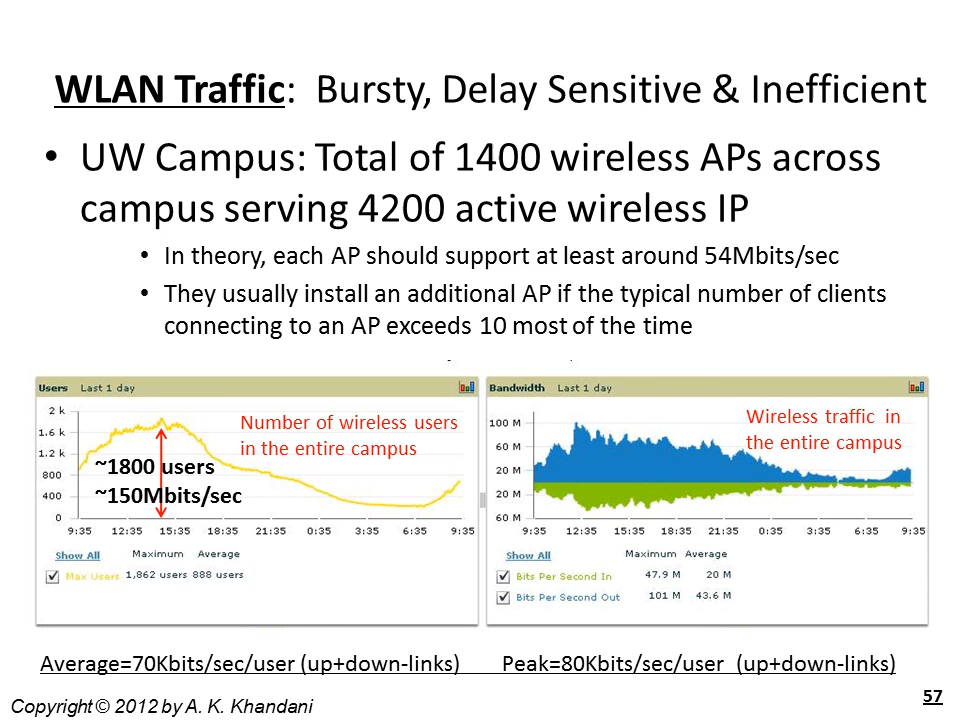 WLAN Traffic: Bursty, Delay Sensitive & Inefficient
• UW Campus: Total of 1400 wireless APs across
campus serving 4200 active wireless IP
• In theory, each AP should support at least around 54Mbits/sec
• They usually install an additional AP if the typical number of clients
connecting to an AP exceeds 10 most of the time
Users Last 1 day
2 k
1.6 k
1.2 k
800
400
0
Number of wireless users
in the entire campus
~1800 users
~150Mbits/sec
9:35 12:35 15:35 18:35 21:35 0:35 3:35 6:35 9:35
Show All Maximum Average
Max Users 1,862 users 888 users
Bandwidth Last 1 day
100 M
60 M
20 M
20 M
60 M
Wireless traffic in
the entire campus
9:35 12:35 15:35 18:35 21:35 0:35 3:35 6:35 9:35
Show All Maximum Average
Bits Per Second In 47.9 M 20 M
Bits Per Second Out 101 M 43.6 M
Average=70Kbits/sec/user (up+down-links) Peak=80Kbits/sec/user (up+down-links)
Copyright © 2012 by A. K. Khandani
57